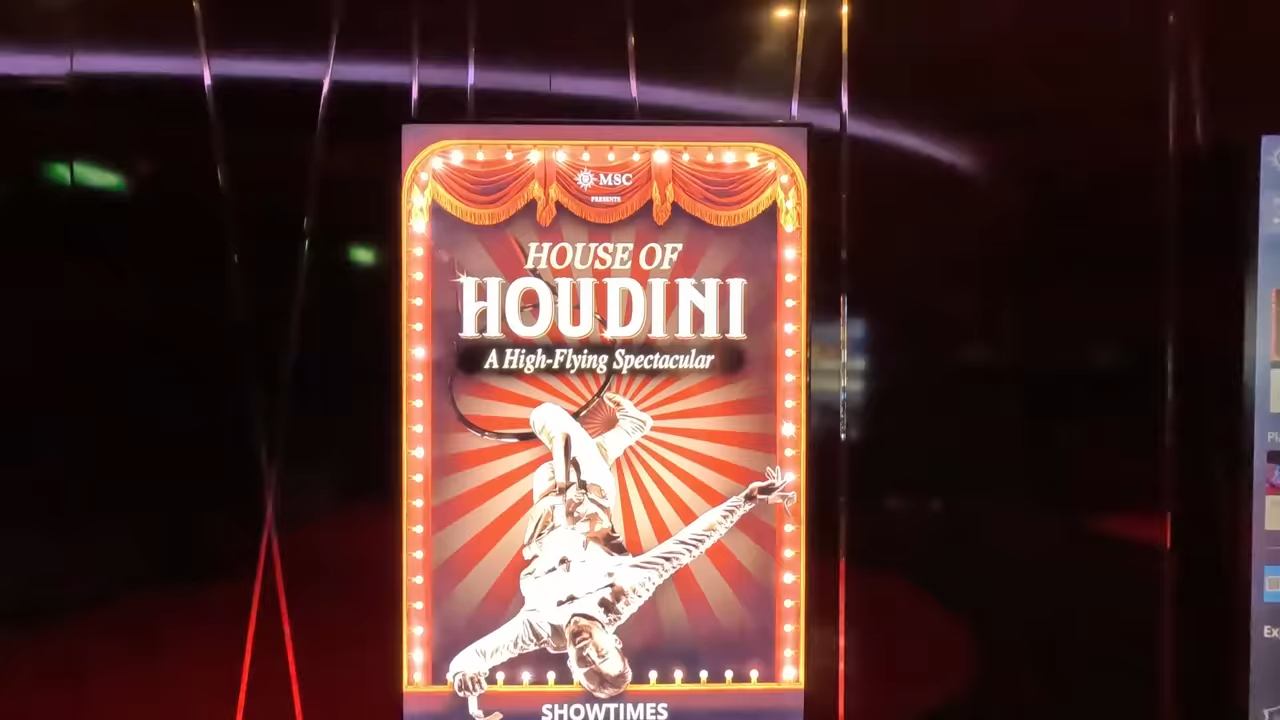 MSC
PRESENTS
HOUSE OF
HOUDINI
A High-Flying Spectacular
SHOWTIMES